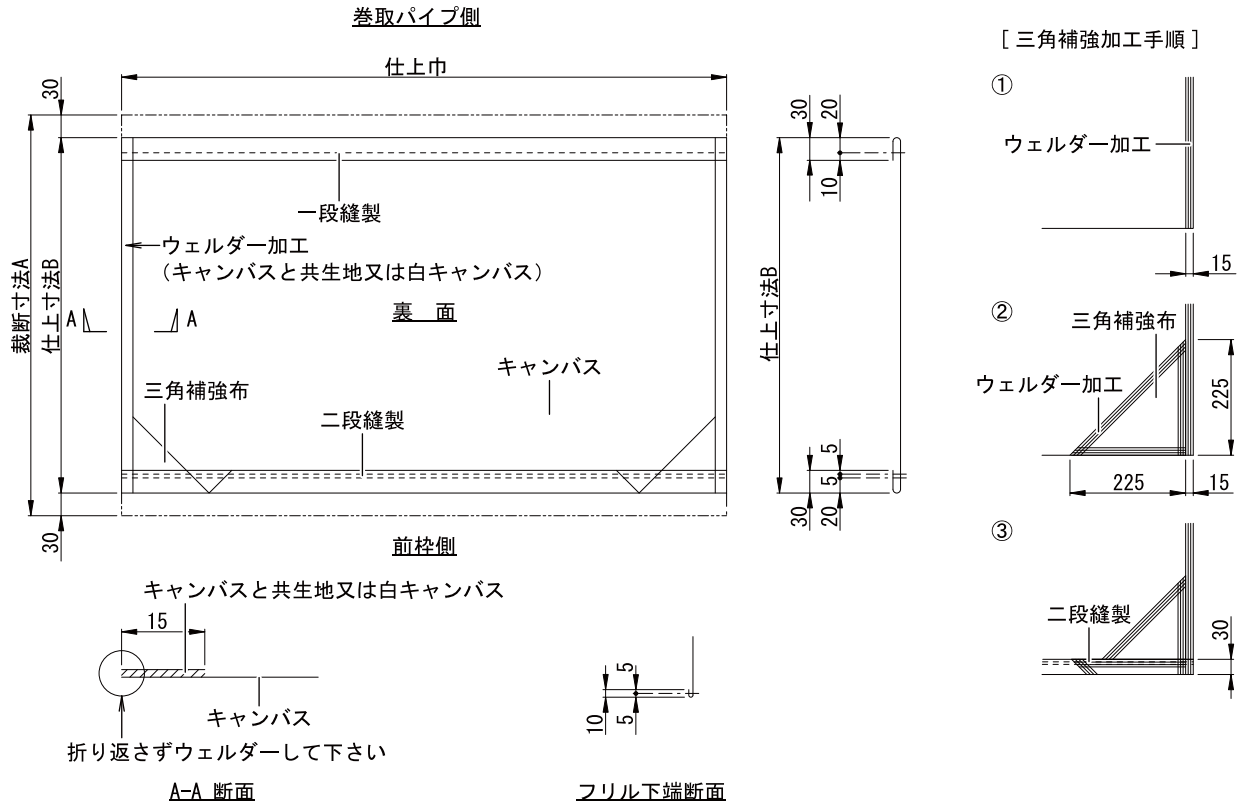 巻取パイプ側
仕上巾
30
裁断寸法A
仕上寸法B
一段縫製
ウェルダー加工
(キャンバスと共生地又は白キャンバス)
A
A
裏 面
三角補強布
キャンバス
二段縫製
30
前枠側
30
20
10
仕上寸法B
5
5
30
20
キャンバスと共生地又は白キャンバス
15
キャンバス
折り返さずウェルダーして下さい
A-A 断面
5
10
5
フリル下端断面
[ 三角補強加工手順 ]
①
ウェルダー加工
15
②
三角補強布
ウェルダー加工
225
225
15
③
二段縫製
30